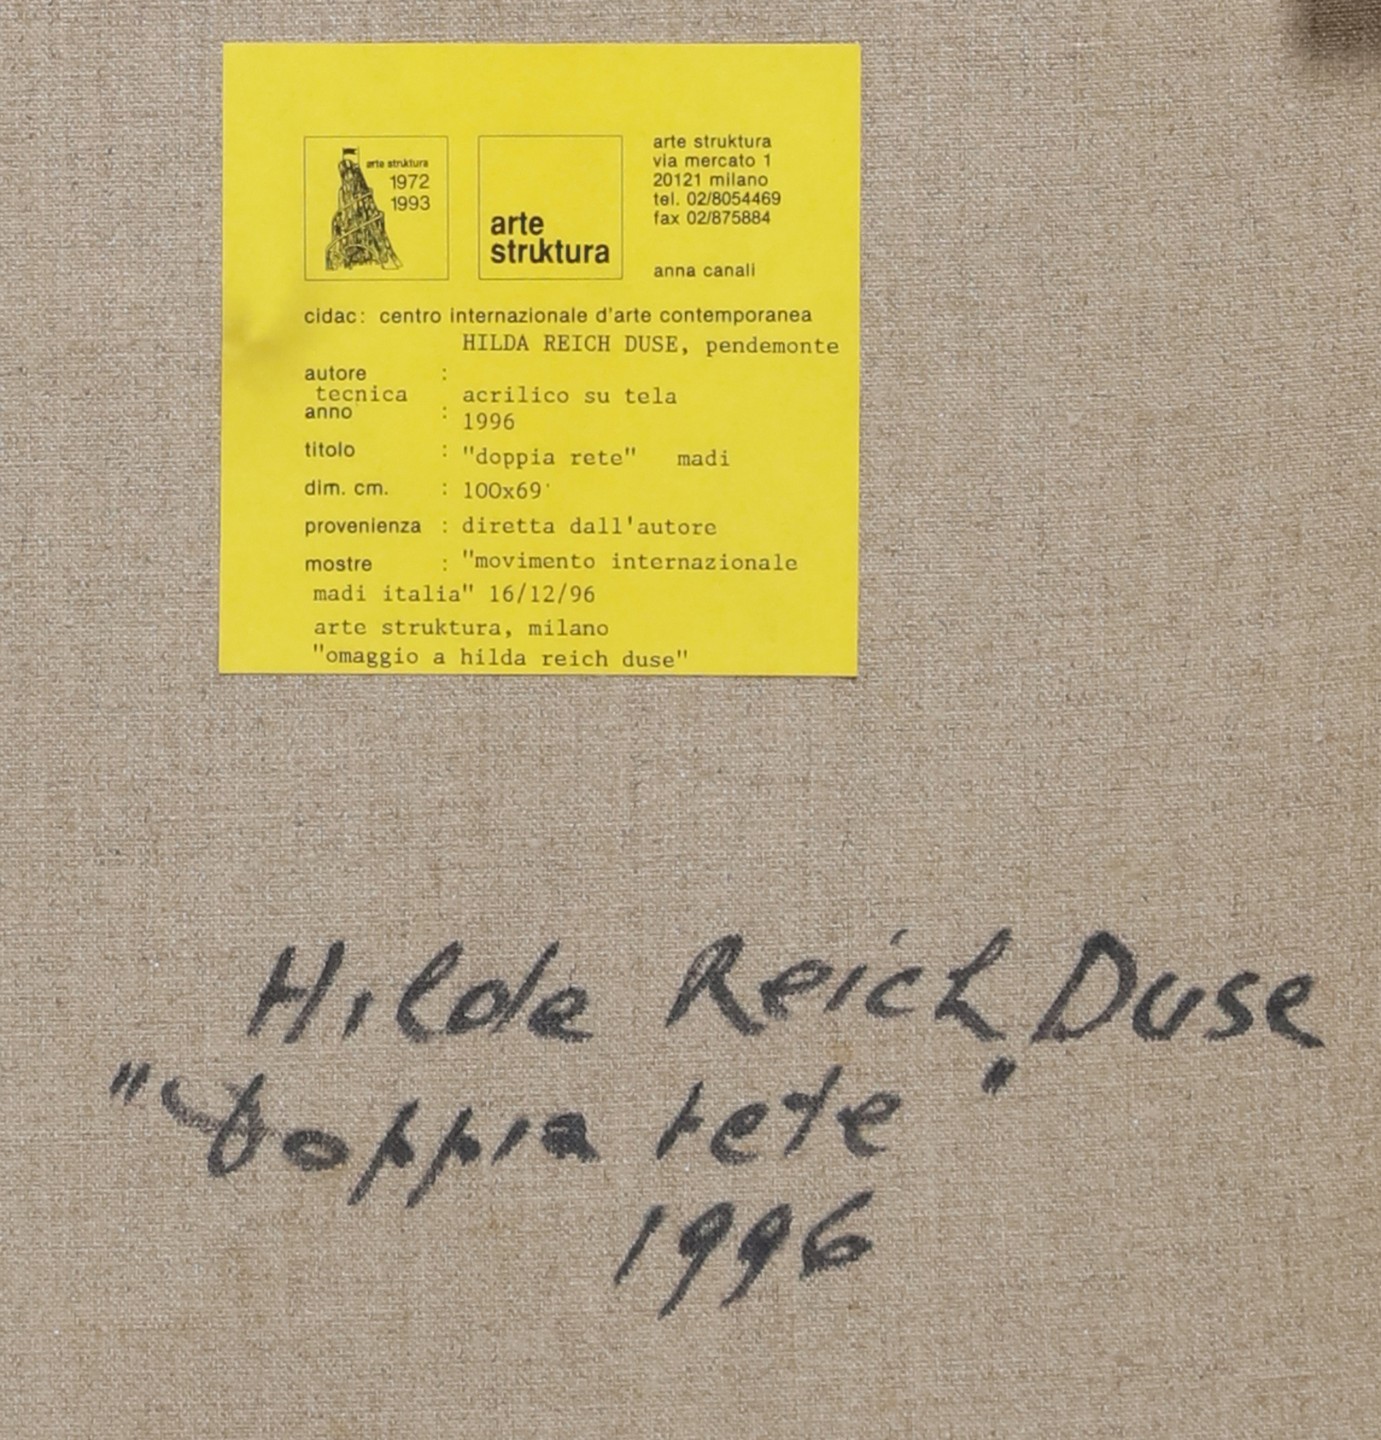 arte struktura
1972
1993
arte
struktura
arte struktura
via mercato 1
20121 milano
tel. 02/8054469
fax 02/875884
anna canali
cidac: centro internazionale d'arte contemporanea
HILDA REICH DUSE, pendemonte
autore :
tecnica acrilico su tela
anno : 1996
titolo : "doppia rete" madi
dim. cm. : 100x69
provenienza : diretta dall'autore
mostre : "movimento internazionale
madi italia" 16/12/96
arte struktura, milano
"omaggio a hilda reich duse"
Hilda Reich Duse
"Doppia rete"
1996